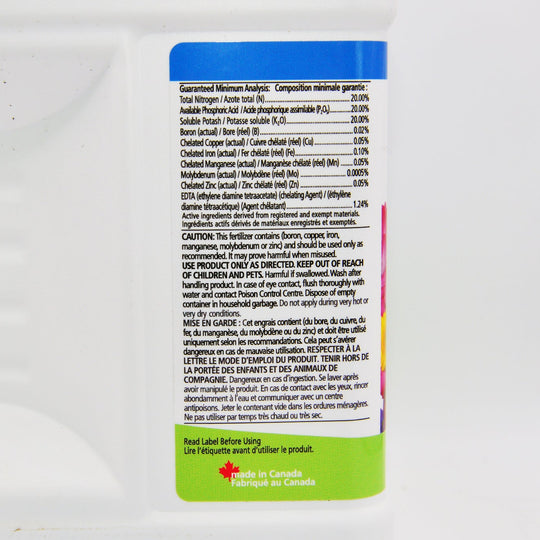 Guaranteed Minimum Analysis: Composition minimale garantie :
Total Nitrogen / Azote total (N)..........20.00%
Available Phosphoric Acid / Acide phosphorique assimilable (P₂O₅)..........20.00%
Soluble Potash / Potasse soluble (K₂O)..........20.00%
Boron (actual) / Bore (réel) (B)..........0.02%
Chelated Copper (actual) / Cuivre chélaté (réel) (Cu)..........0.05%
Chelated Iron (actual) / Fer chélaté (réel) (Fe)..........0.10%
Chelated Manganese (actual) / Manganèse chélaté (réel) (Mn)..........0.05%
Molybdenum (actual) / Molybdène (réel) (Mo)..........0.0005%
Chelated Zinc (actual) / Zinc chélaté (réel) (Zn)..........0.05%
EDTA (ethylene diamine tetraacetate) (chelating Agent) / (éthylène
diamine tétraacétique) (Agent chélatant)..........1.24%
Active ingredients derived from registered and exempt materials.
Ingrédients actifs dérivés de matériaux enregistrés et exemptés.
CAUTION: This fertilizer contains (boron, copper, iron,
manganese, molybdenum or zinc) and should be used only as
recommended. It may prove harmful when misused.
USE PRODUCT ONLY AS DIRECTED. KEEP OUT OF REACH
OF CHILDREN AND PETS. Harmful if swallowed. Wash after
handling product. In case of eye contact, flush thoroughly with
water and contact Poison Control Centre. Dispose of empty
container in household garbage. Do not apply during very hot or
very dry conditions.
MISE EN GARDE : Cet engrais contient (du bore, du cuivre, du
fer, du manganèse, du molybdène ou du zinc) et doit être utilisé
uniquement selon les recommandations. Cela peut s'avérer
dangereux en cas de mauvaise utilisation. RESPECTER À LA
LETTRE LE MODE D'EMPLOI DU PRODUIT. TENIR HORS DE
LA PORTÉE DES ENFANTS ET DES ANIMAUX DE
COMPAGNIE. Dangereux en cas d'ingestion. Se laver après
avoir manipulé le produit. En cas de contact avec les yeux, rincer
abondamment à l'eau et communiquer avec un centre
antipoisons. Jeter le contenant vide dans les ordures ménagères.
Ne pas utiliser par temps très chaud ou très sec.
Read Label Before Using
Lire l'étiquette avant d'utiliser le produit.
made in Canada
Fabriqué au Canada